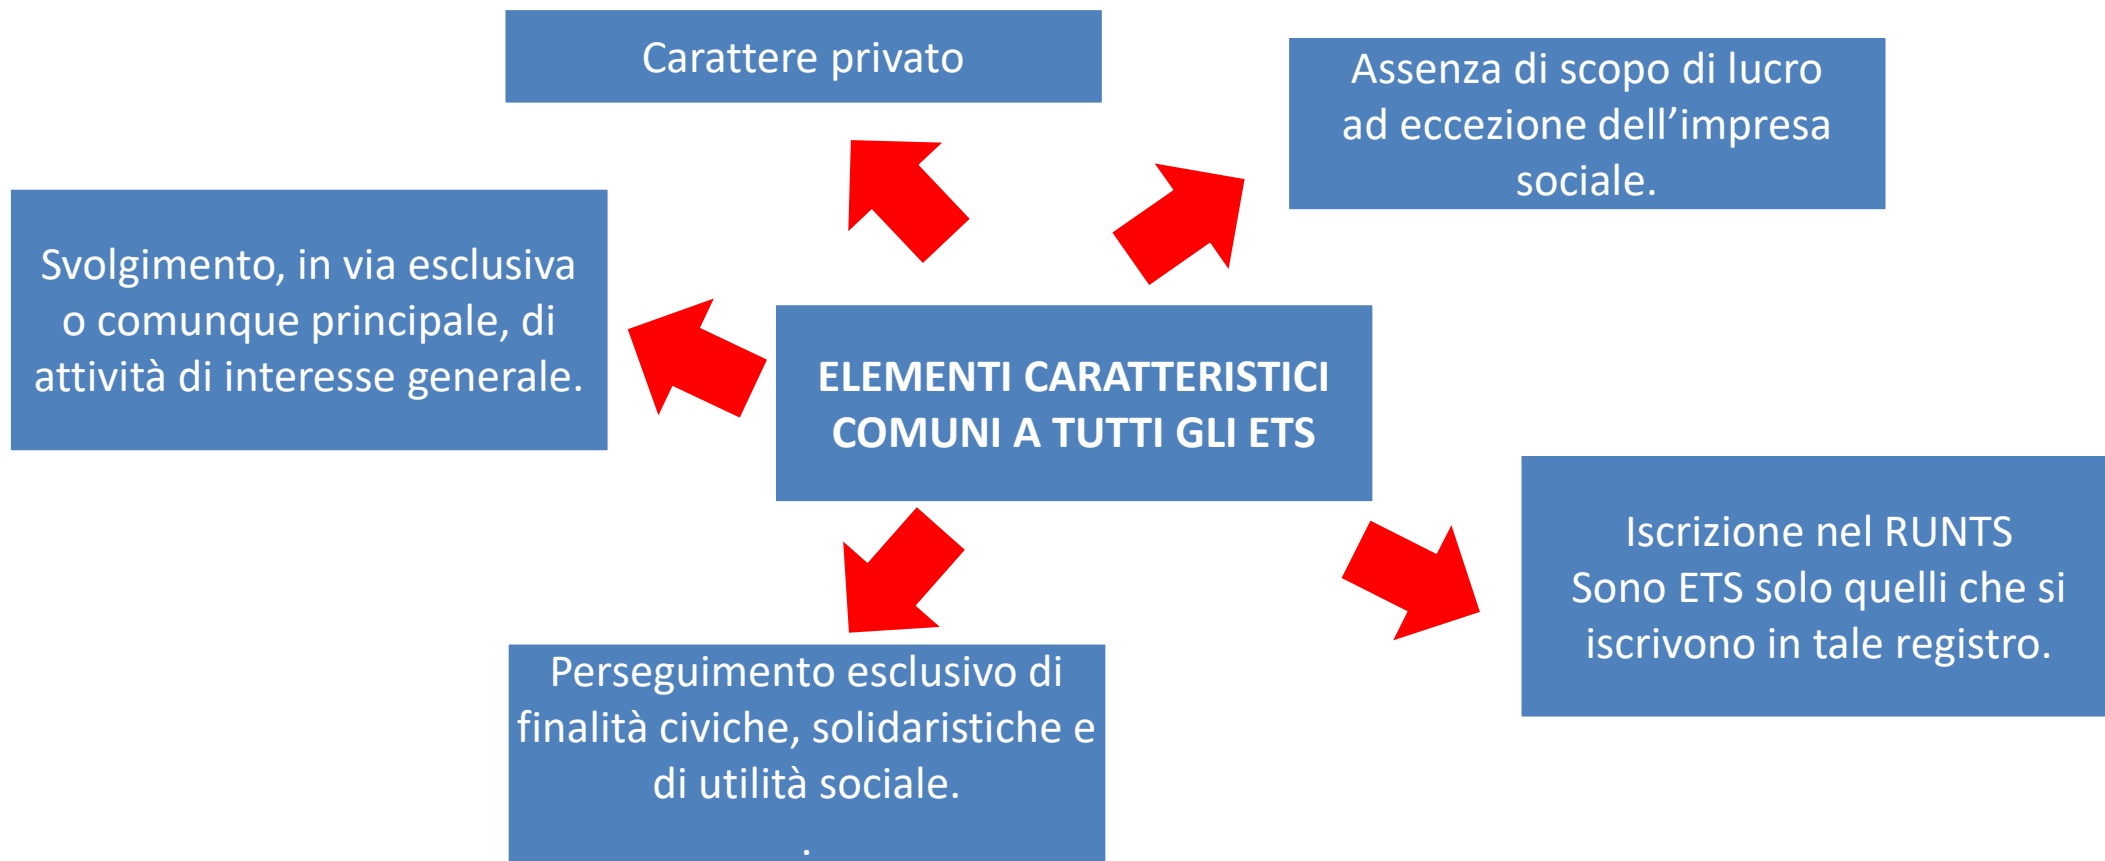 Carattere privato
Assenza di scopo di lucro
ad eccezione dell’impresa
sociale.
Svolgimento, in via esclusiva
o comunque principale, di
attività di interesse generale.
ELEMENTI CARATTERISTICI
COMUNI A TUTTI GLI ETS
Iscrizione nel RUNTS
Sono ETS solo quelli che si
iscrivono in tale registro.
Perseguimento esclusivo di
finalità civiche, solidaristiche e
di utilità sociale.
.